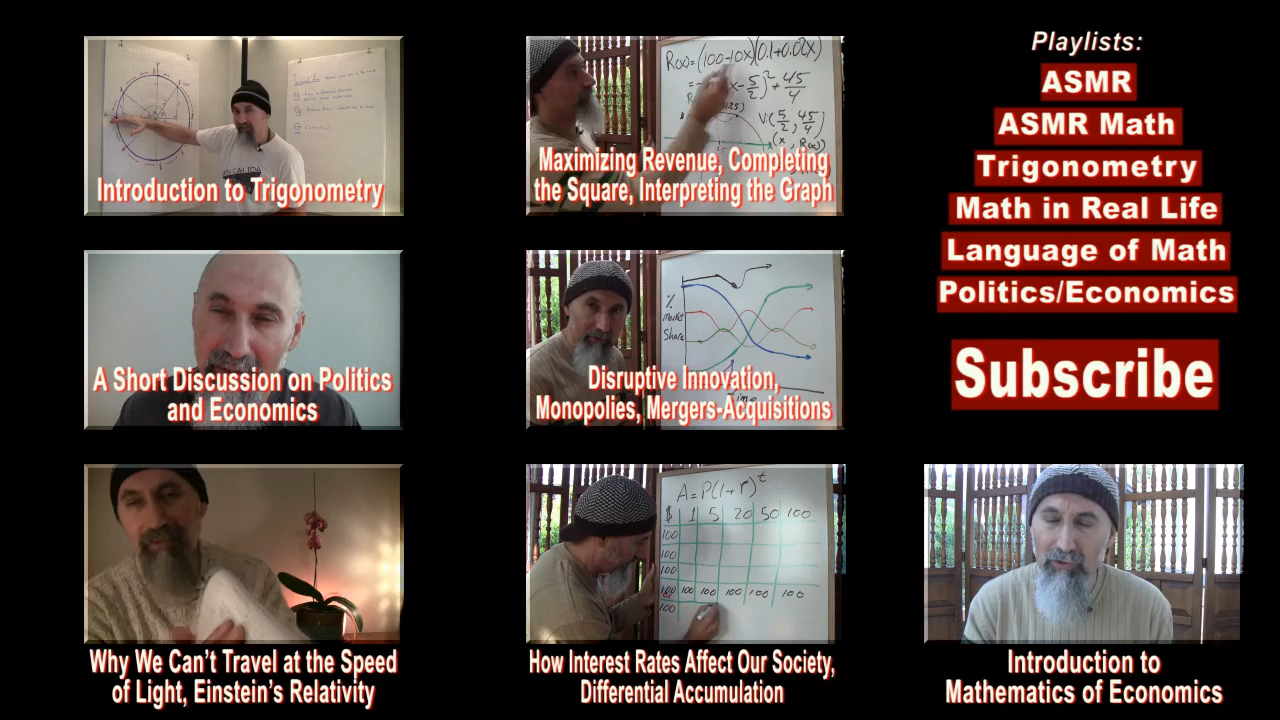 Introduction to Trigonometry
R(x)=(100-10x)(0.1+0.02x)
Maximizing Revenue, Completing
the Square, Interpreting the Graph
Playlists:
ASMR
ASMR Math
Trigonometry
Math in Real Life
Language of Math
Politics/Economics
Subscribe
A Short Discussion on Politics
and Economics
%
market
share
Disruptive Innovation,
Monopolies, Mergers-Acquisitions
Why We Can't Travel at the Speed
of Light, Einstein's Relativity
A=P(1+r)^t
$ 1 5 20 50 100
100
100
100
100 100 100 100 100 100
100
How Interest Rates Affect Our Society,
Differential Accumulation
Introduction to
Mathematics of Economics